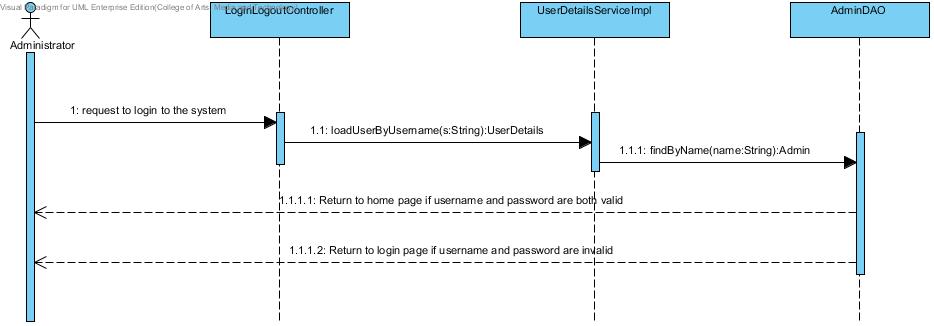 Visual Paradigm for UML Enterprise Edition(College of Arts, Media and
LoginLogoutController
UserDetailsServiceImpl
AdminDAO
Administrator
1: request to login to the system
1.1: loadUserByUsername(s:String):UserDetails
1.1.1: findByName(name:String):Admin
1.1.1.1: Return to home page if username and password are both valid
1.1.1.2: Return to login page if username and password are invalid